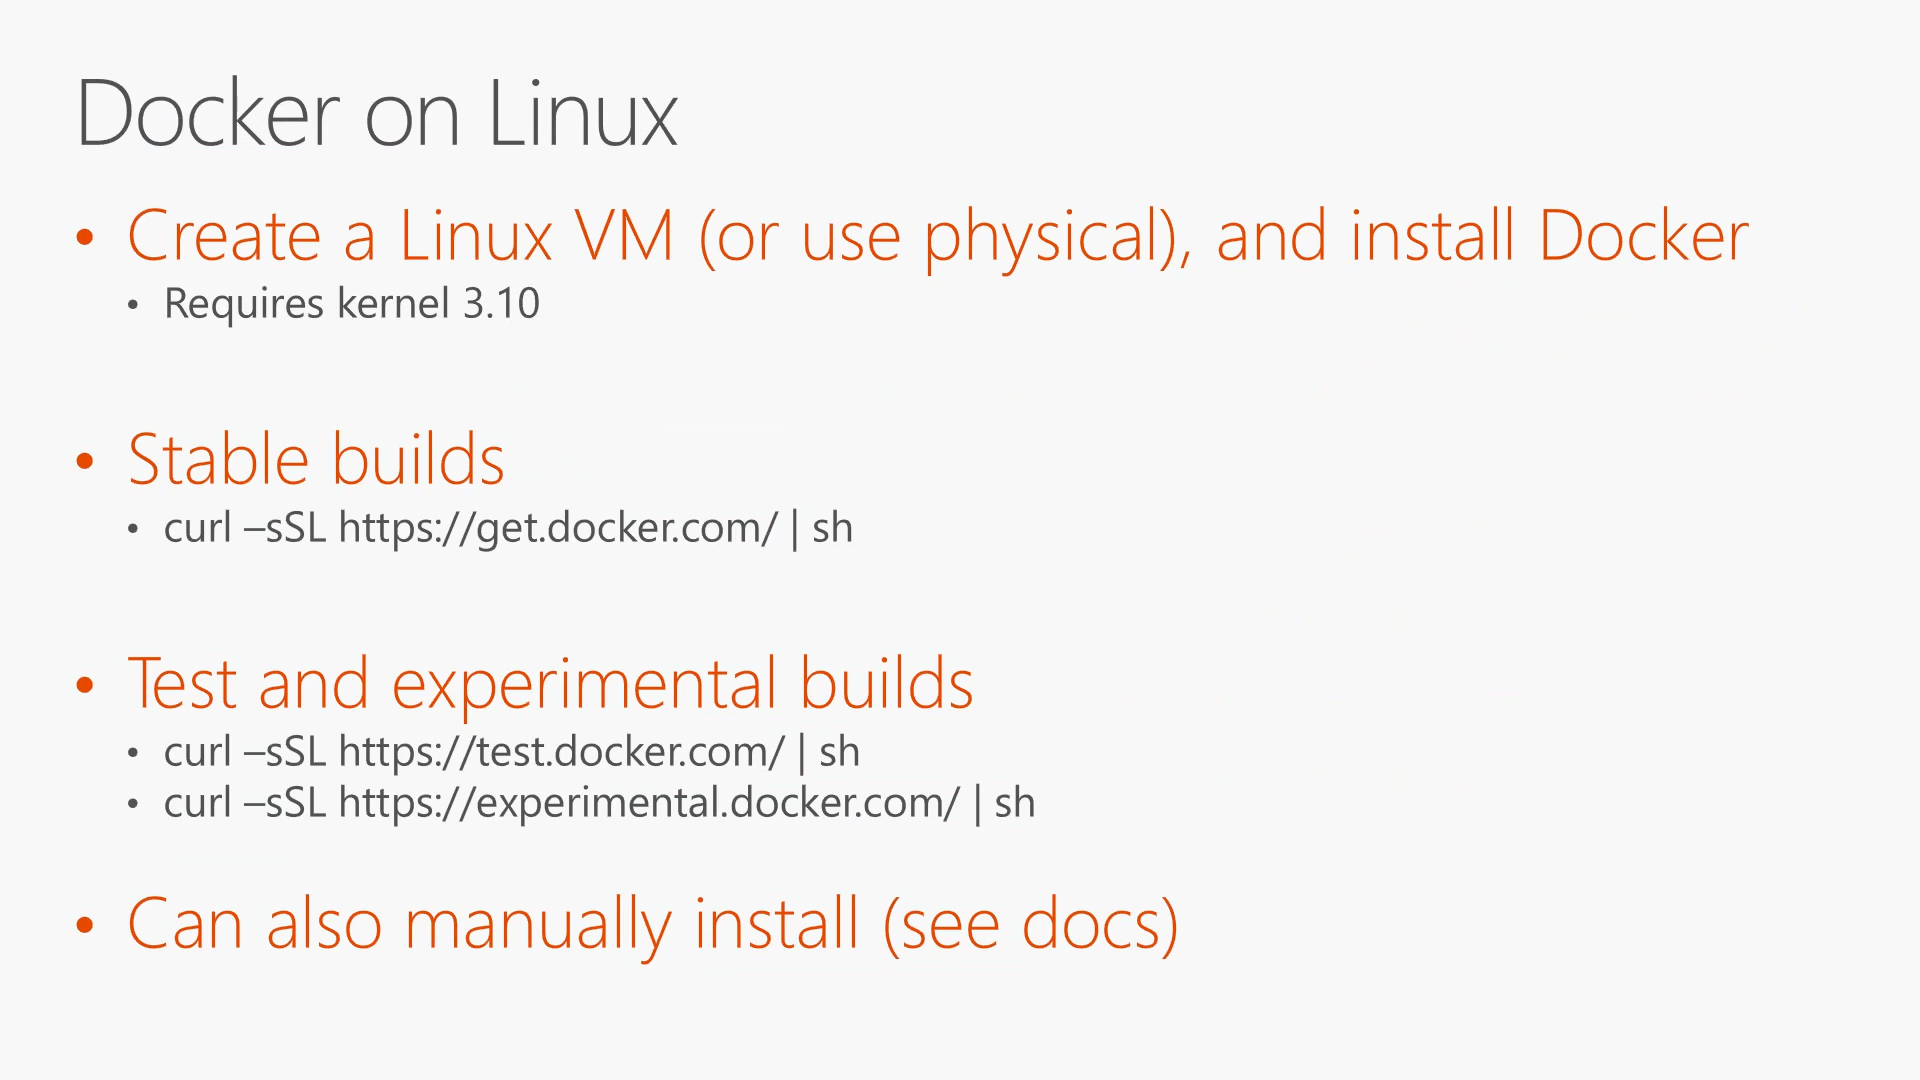 Docker on Linux
• Create a Linux VM (or use physical), and install Docker
• Requires kernel 3.10
• Stable builds
• curl –sSL https://get.docker.com/ | sh
• Test and experimental builds
• curl –sSL https://test.docker.com/ | sh
• curl –sSL https://experimental.docker.com/ | sh
• Can also manually install (see docs)